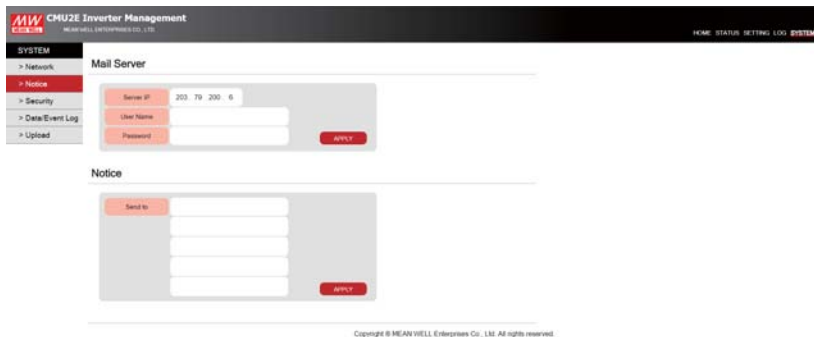 MW
MEAN WELL
CMU2E Inverter Management
MEAN WELL ENTERPRISES CO., LTD.
HOME STATUS SETTING LOG SYSTEM
SYSTEM
> Network
> Notice
> Security
> Data/Event Log
> Upload
Mail Server
Server IP 203 79 200 6
User Name
Password
APPLY
Notice
Send to
APPLY
Copyright © MEAN WELL Enterprises Co., Ltd. All rights reserved.